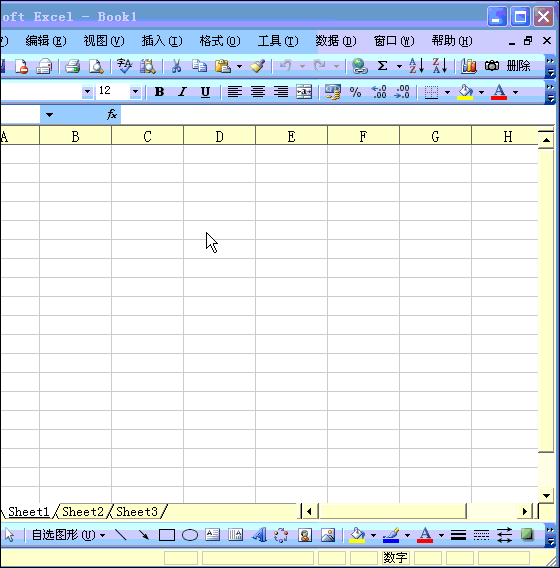 oft Excel - Book1
) 编辑(E) 视图(V) 插入(I) 格式(O) 工具(T) 数据(D) 窗口(W) 帮助(H)
Σ 删除
12 B I U % A
fx
A B C D E F G H
Sheet1 Sheet2 Sheet3
自选图形(U) A A
数字